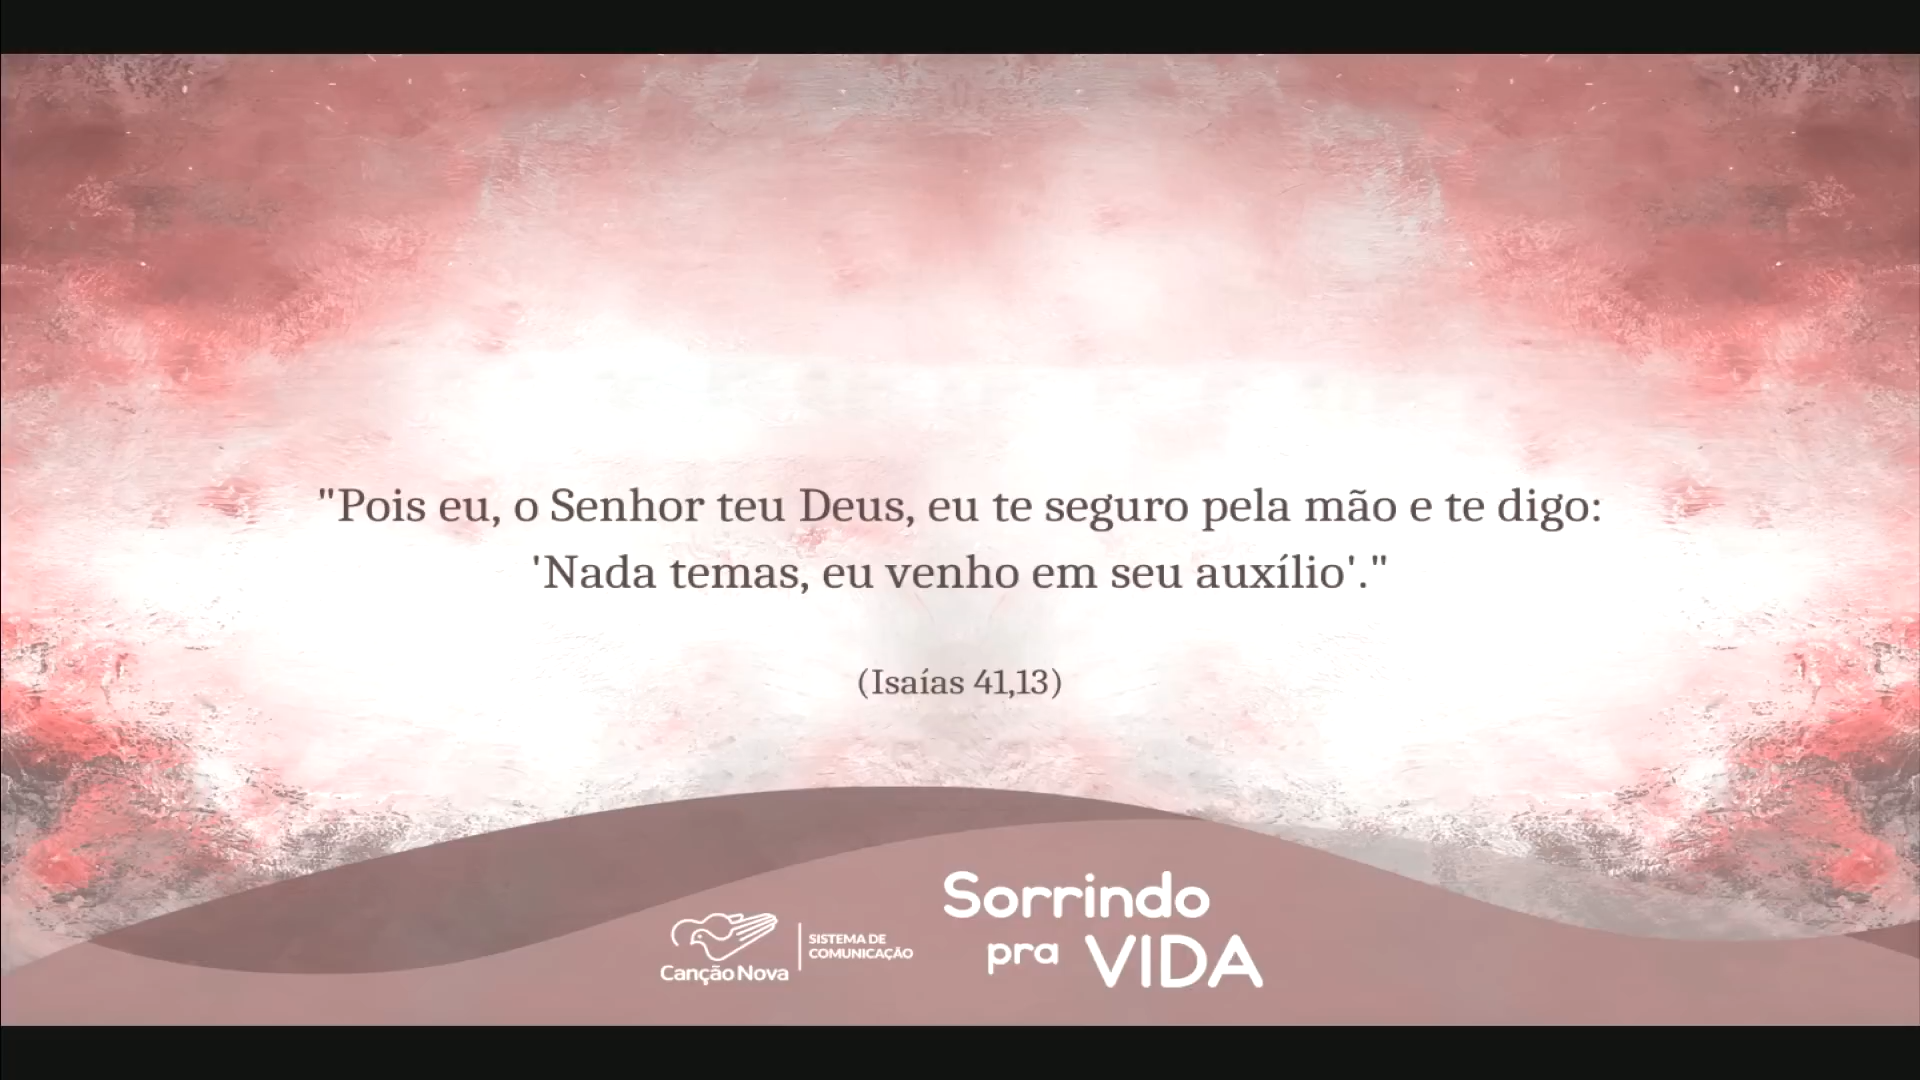 "Pois eu, o Senhor teu Deus, eu te seguro pela mão e te digo:
'Nada temas, eu venho em seu auxílio'."
(Isaías 41,13)
Canção Nova
SISTEMA DE
COMUNICAÇÃO
Sorrindo
pra VIDA